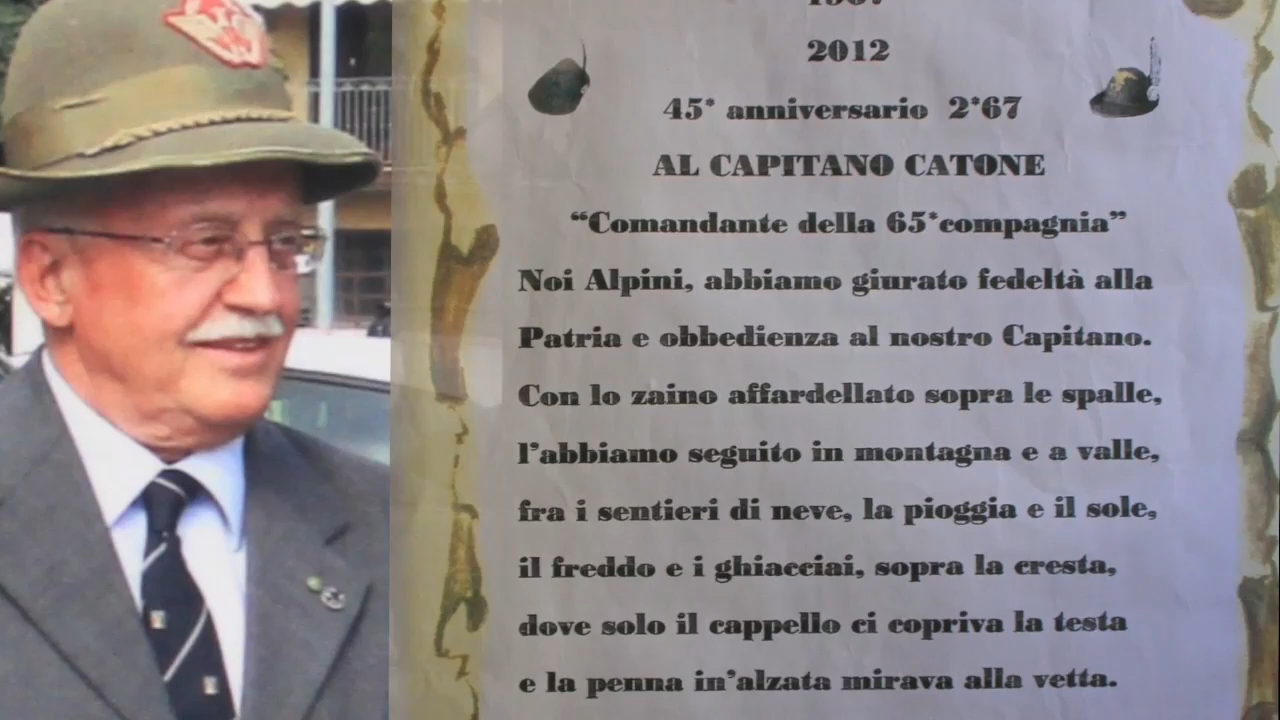 2012
45° anniversario 2°67
AL CAPITANO CATONE
“Comandante della 65°compagnia”
Noi Alpini, abbiamo giurato fedeltà alla
Patria e obbedienza al nostro Capitano.
Con lo zaino affardellato sopra le spalle,
l’abbiamo seguito in montagna e a valle,
fra i sentieri di neve, la pioggia e il sole,
il freddo e i ghiacciai, sopra la cresta,
dove solo il cappello ci copriva la testa
e la penna in’alzata mirava alla vetta.